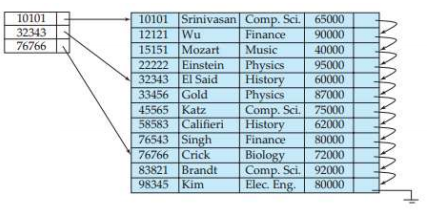 10101
32343
76766
10101 Srinivasan Comp. Sci. 65000
12121 Wu Finance 90000
15151 Mozart Music 40000
22222 Einstein Physics 95000
32343 El Said History 60000
33456 Gold Physics 87000
45565 Katz Comp. Sci. 75000
58583 Califieri History 62000
76543 Singh Finance 80000
76766 Crick Biology 72000
83821 Brandt Comp. Sci. 92000
98345 Kim Elec. Eng. 80000